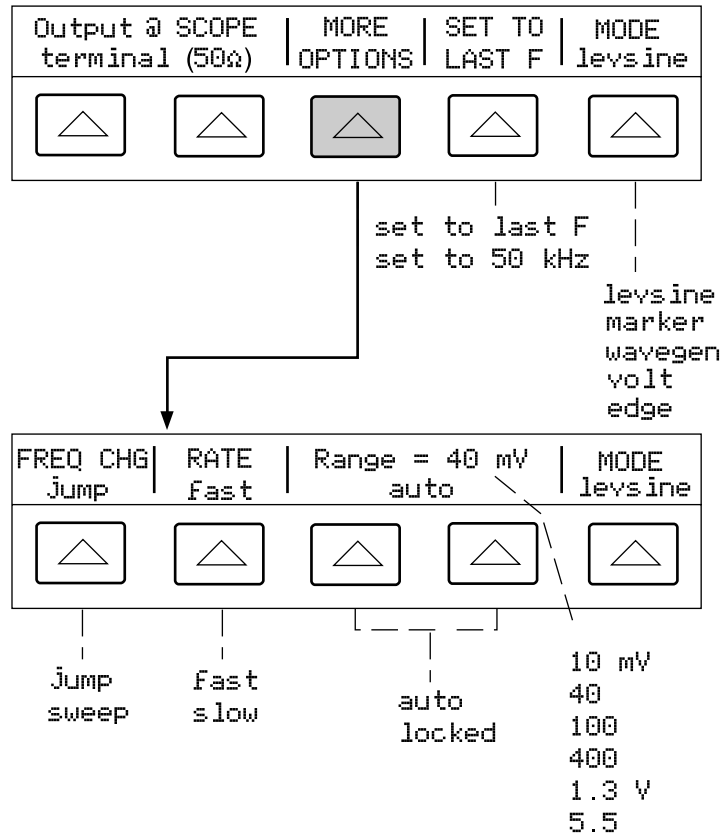 Output @ SCOPE
terminal (50Ω)
MORE
OPTIONS
SET TO
LAST F
MODE
levsine
set to last F
set to 50 kHz
levsine
marker
wavegen
volt
edge
FREQ CHG
jump
RATE
fast
Range = 40 mV
auto
MODE
levsine
jump
sweep
fast
slow
auto
locked
10 mV
40
100
400
1.3 V
5.5